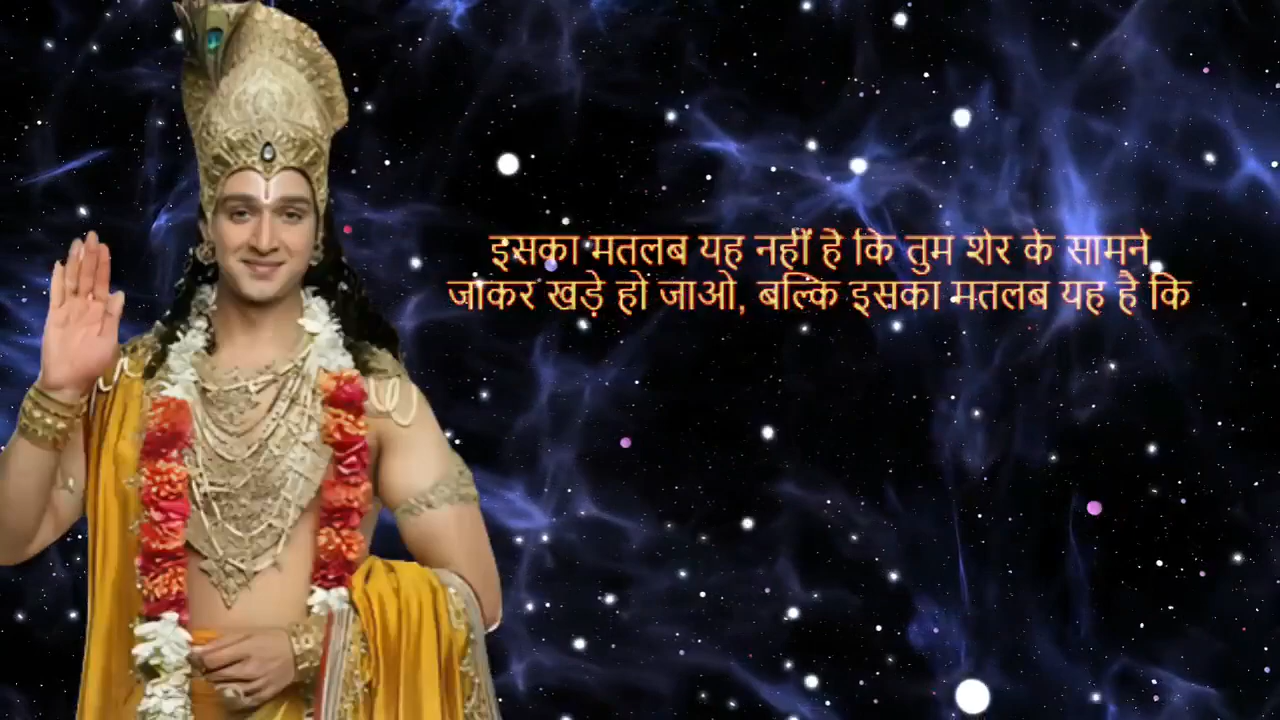 इसका मतलब यह नहीं है कि तुम शेर के सामने
जाकर खड़े हो जाओ, बल्कि इसका मतलब यह है कि